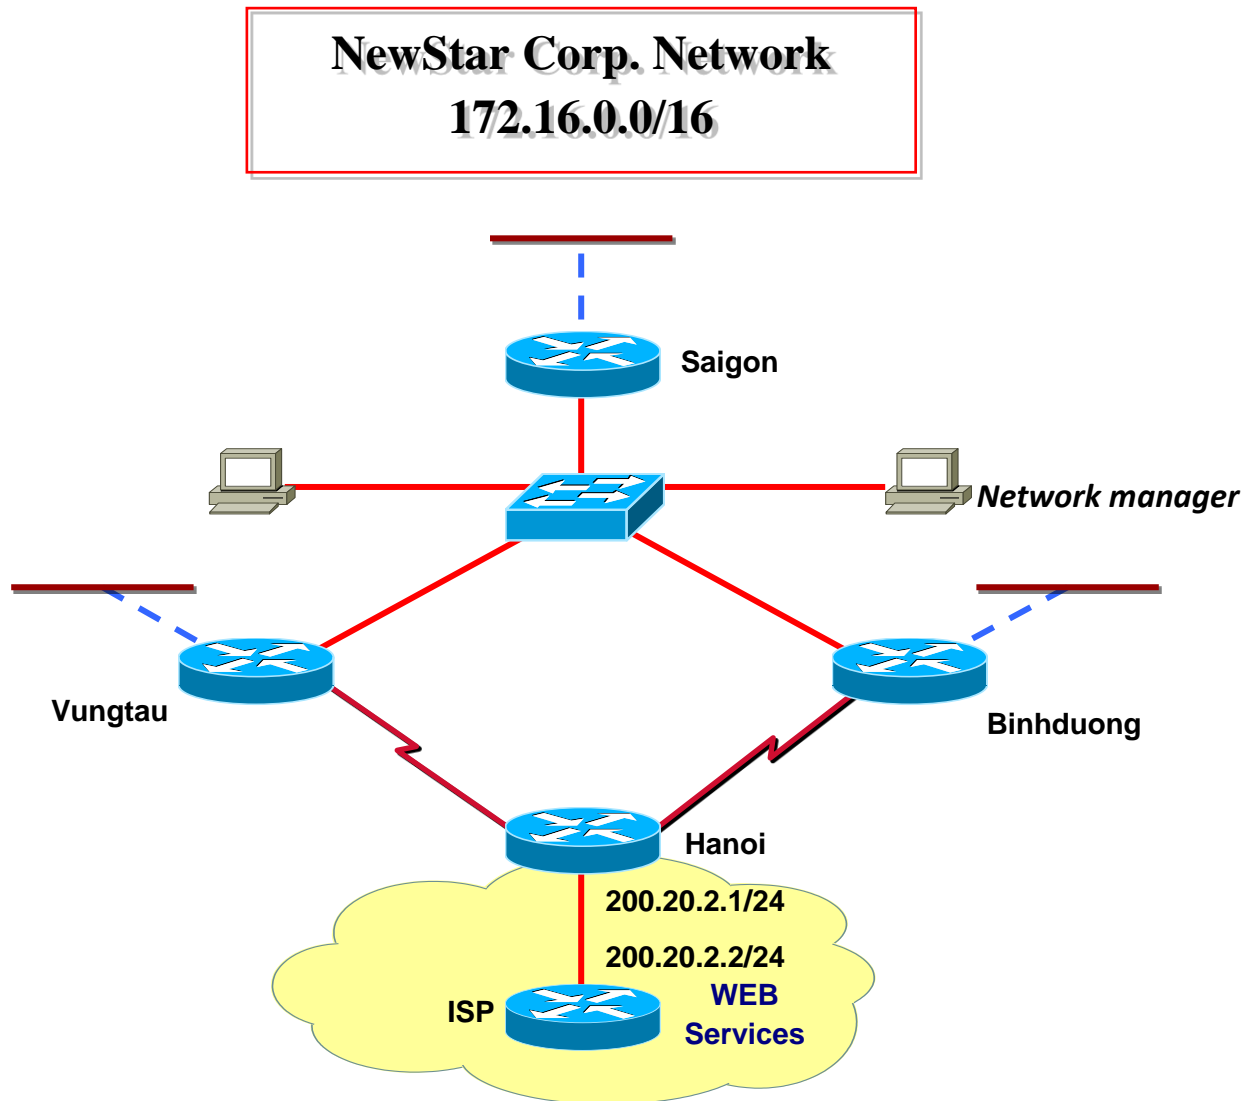 NewStar Corp. Network
172.16.0.0/16
Saigon
Network manager
Vungtau
Binhduong
Hanoi
200.20.2.1/24
200.20.2.2/24
WEB
ISP
Services